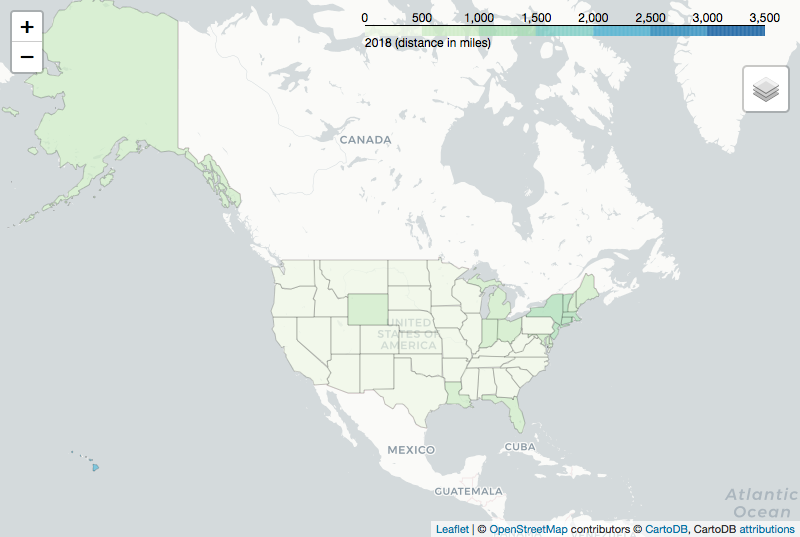 +
−
0 500 1,000 1,500 2,000 2,500 3,000 3,500
2018 (distance in miles)
CANADA
UNITED
STATES OF
AMERICA
MEXICO
CUBA
GUATEMALA
Atlantic
Ocean
Leaflet | © OpenStreetMap contributors © CartoDB, CartoDB attributions